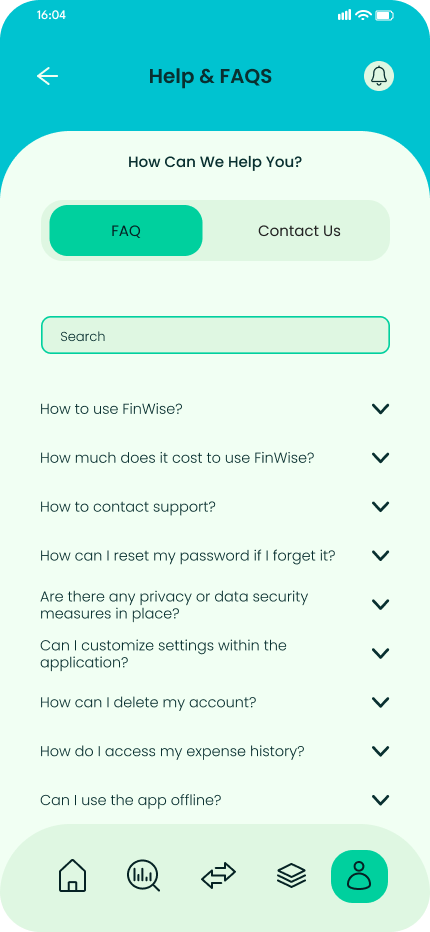 16:04
Help & FAQS
How Can We Help You?
FAQ
Contact Us
Search
How to use FinWise?
How much does it cost to use FinWise?
How to contact support?
How can I reset my password if I forget it?
Are there any privacy or data security
measures in place?
Can I customize settings within the
application?
How can I delete my account?
How do I access my expense history?
Can I use the app offline?